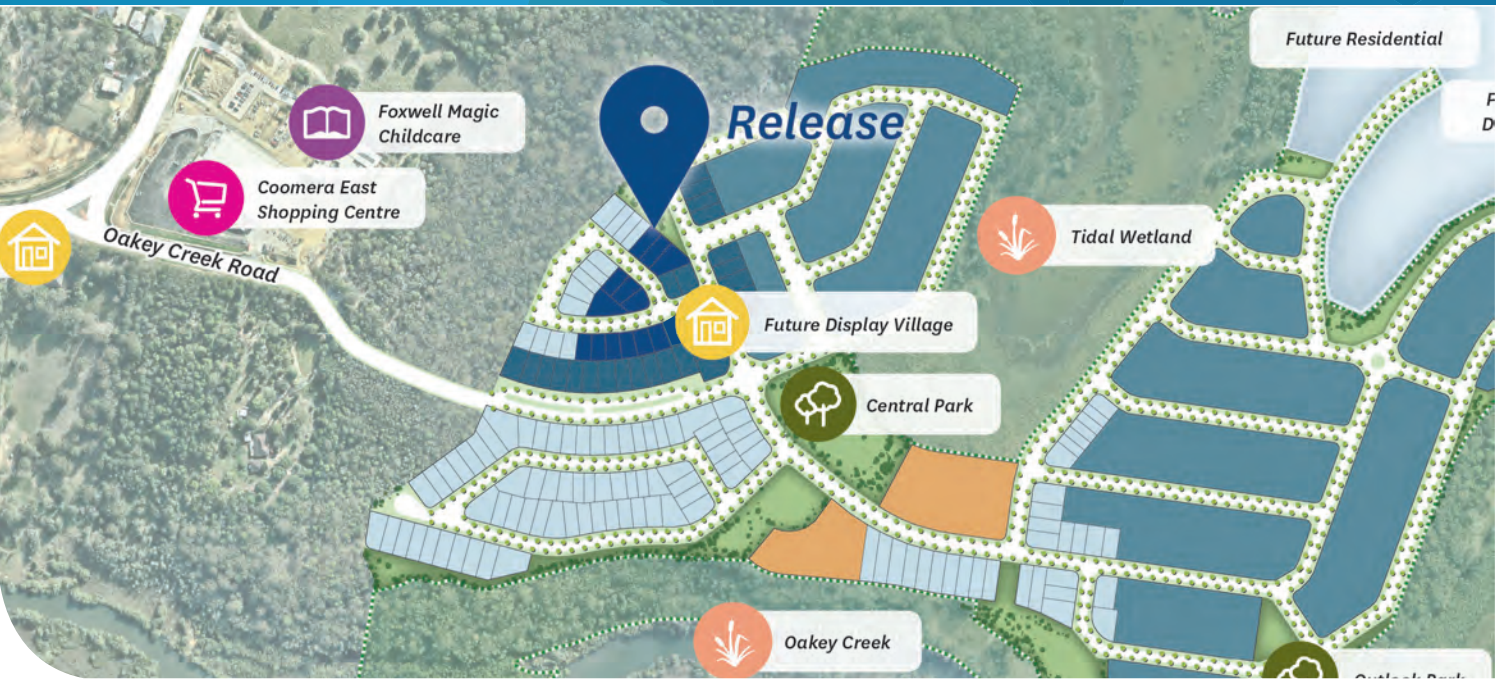 Future Residential
Foxwell Magic
Childcare
Release
Coomera East
Shopping Centre
Tidal Wetland
Oakey Creek Road
Future Display Village
Central Park
Oakey Creek